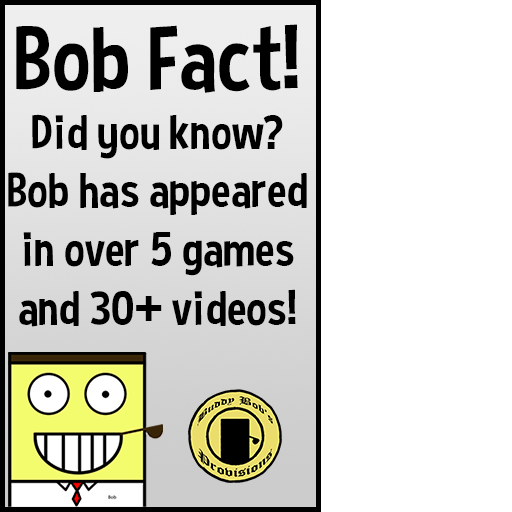 Bob Fact!
Did you know?
Bob has appeared
in over 5 games
and 30+ videos!
Buddy Bob's
Provisions
Bob